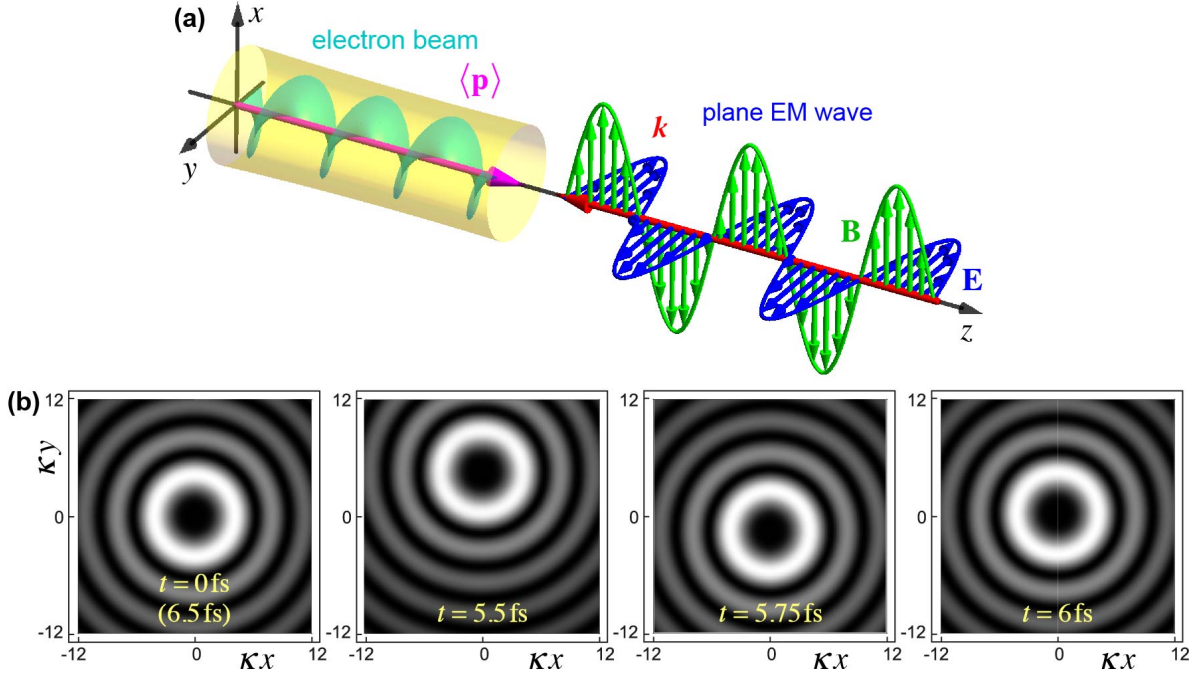 (a)
x
electron beam
⟨p⟩
y
k
plane EM wave
B
E
z
(b)
12
κy
0
-12
t = 0 fs
(6.5 fs)
-12
0
κx
12
12
0
-12
t = 5.5 fs
-12
0
κx
12
12
0
-12
t = 5.75 fs
-12
0
κx
12
12
0
-12
t = 6 fs
-12
0
κx
12